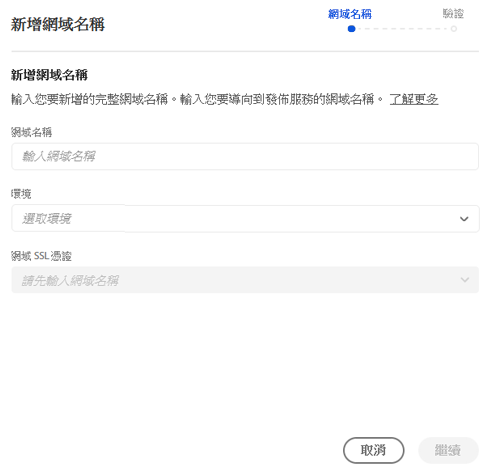 新增網域名稱
網域名稱
驗證
新增網域名稱
輸入您要新增的完整網域名稱。輸入您要導向到發佈服務的網域名稱。 了解更多
網域名稱
輸入網域名稱
環境
選取環境
網域 SSL 憑證
請先輸入網域名稱
取消
繼續